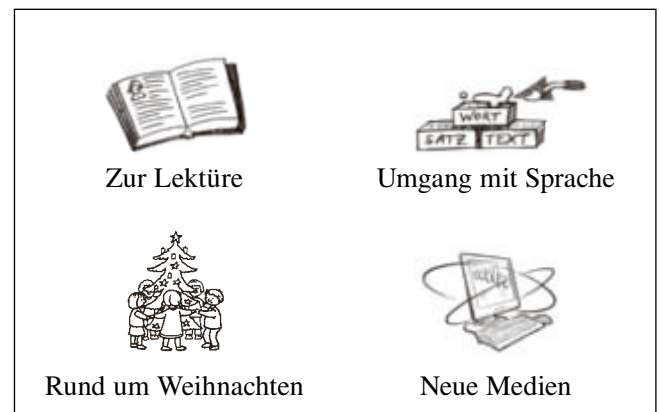 WORT
SATZ TEXT
Zur Lektüre
Umgang mit Sprache
Rund um Weihnachten
Neue Medien